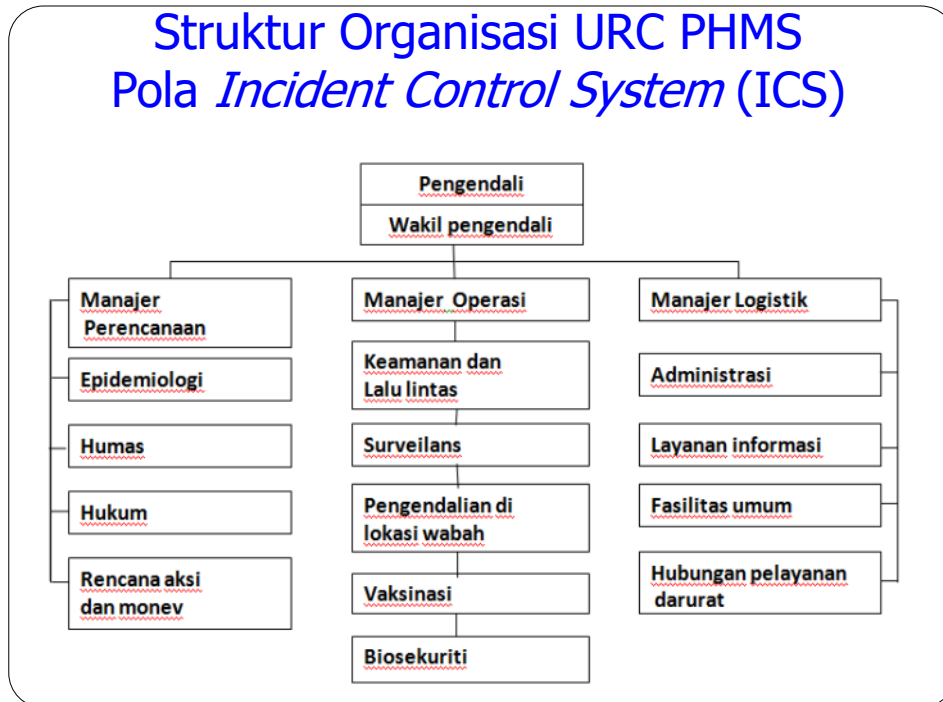 Struktur Organisasi URC PHMS
Pola Incident Control System (ICS)
Pengendali
Wakil pengendali
Manajer
Perencanaan
Epidemiologi
Humas
Hukum
Rencana aksi
dan monev
Manajer Operasi
Keamanan dan
Lalu lintas
Surveilans
Pengendalian di
lokasi wabah
Vaksinasi
Biosekuriti
Manajer Logistik
Administrasi
Layanan informasi
Fasilitas umum
Hubungan pelayanan
darurat